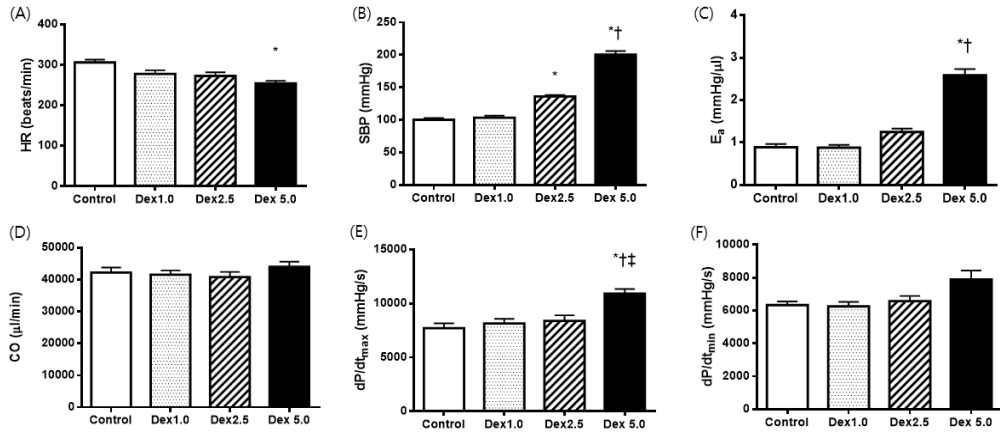 (A)
HR (beats/min)
400
300
200
100
0
*
Control Dex1.0 Dex2.5 Dex 5.0
(B)
SBP (mmHg)
250
200
150
100
50
0
*
*†
Control Dex1.0 Dex2.5 Dex 5.0
(C)
Ea (mmHg/μl)
4
3
2
1
0
*†
Control Dex1.0 Dex2.5 Dex 5.0
(D)
CO (μl/min)
50000
40000
30000
20000
10000
0
Control Dex1.0 Dex2.5 Dex 5.0
(E)
dP/dtmax (mmHg/s)
15000
10000
5000
0
*†‡
Control Dex1.0 Dex2.5 Dex 5.0
(F)
dP/dtmin (mmHg/s)
10000
8000
6000
4000
2000
0
Control Dex1.0 Dex2.5 Dex 5.0